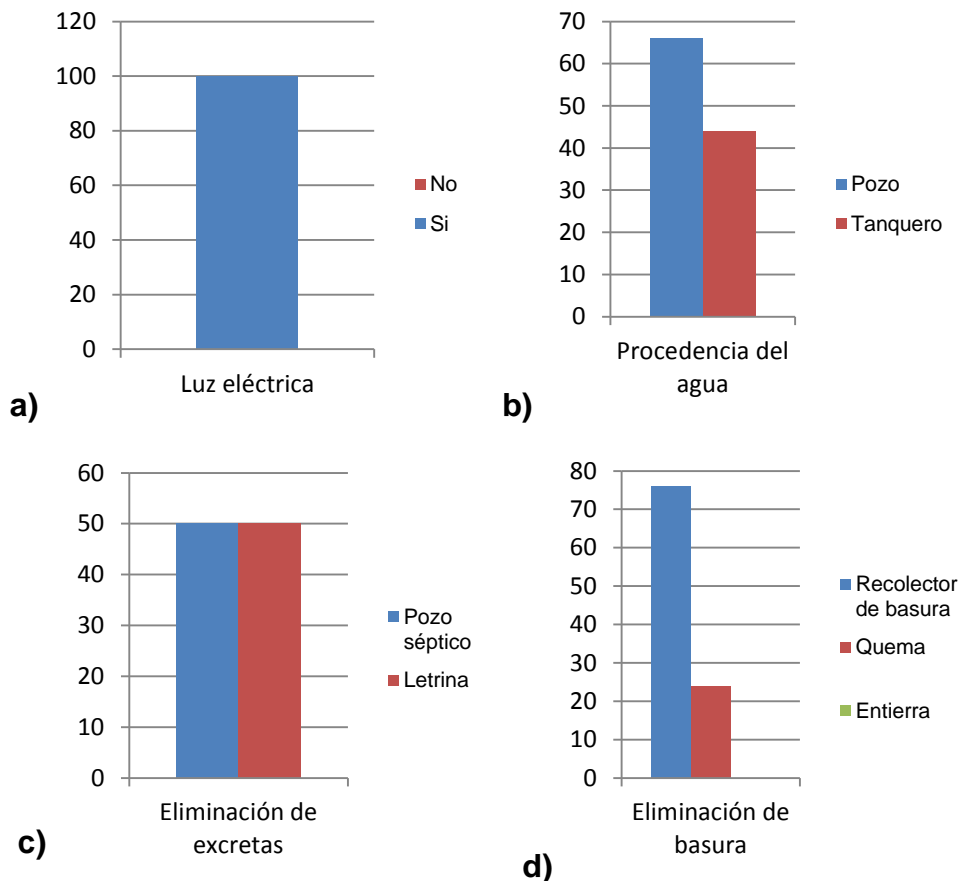 120
100
80
60
40
20
0
No
Si
Luz eléctrica
a)
70
60
50
40
30
20
10
0
Pozo
Tanquero
Procedencia del
agua
b)
60
50
40
30
20
10
0
Pozo
séptico
Letrina
Eliminación de
excretas
c)
80
70
60
50
40
30
20
10
0
Recolector
de basura
Quema
Entierra
Eliminación de
basura
d)